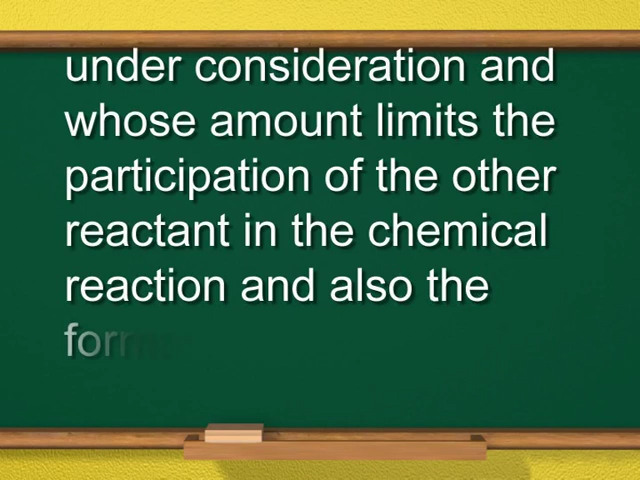 under consideration and
whose amount limits the
participation of the other
reactant in the chemical
reaction and also the